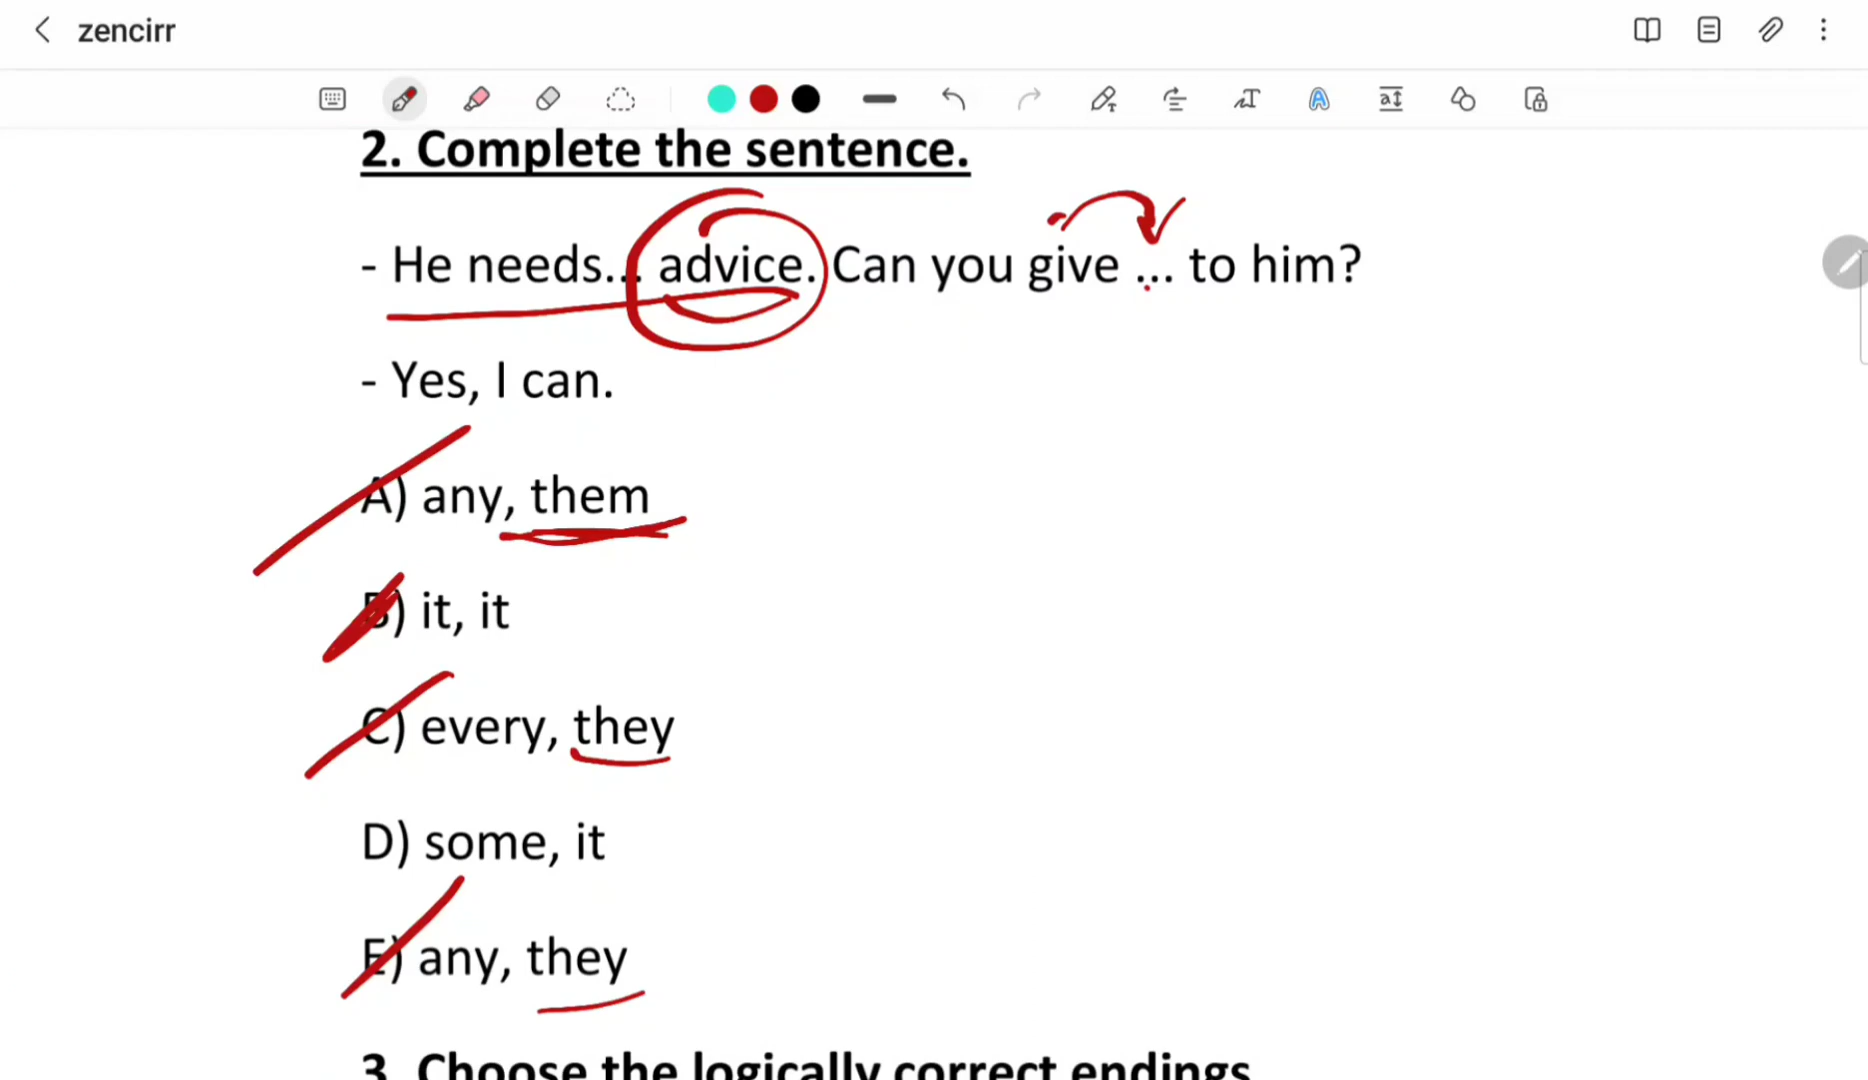 zencirr
2. Complete the sentence.
- He needs... advice. Can you give ... to him?
- Yes, I can.
A) any, them
B) it, it
C) every, they
D) some, it
E) any, they
3. Choose the logically correct endings